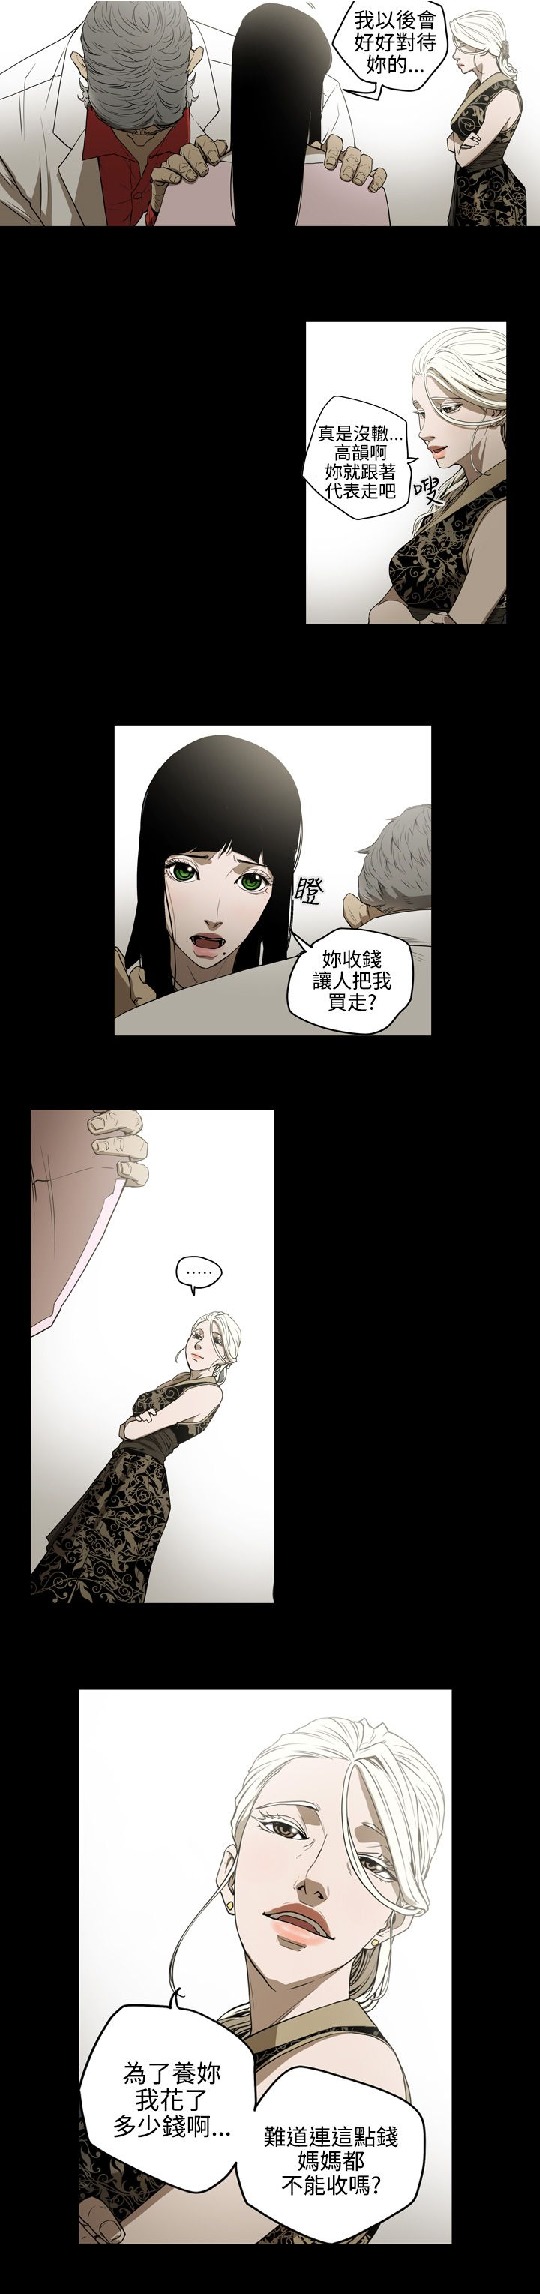 我以後會
好好對待
妳的...
真是沒轍...
高韻啊
妳就跟著
代表走吧
嗖
瞪
妳收錢
讓人把我
買走?
.....
為了養妳
我花了
多少錢啊...
難道連這點錢
媽媽都
不能收嗎?